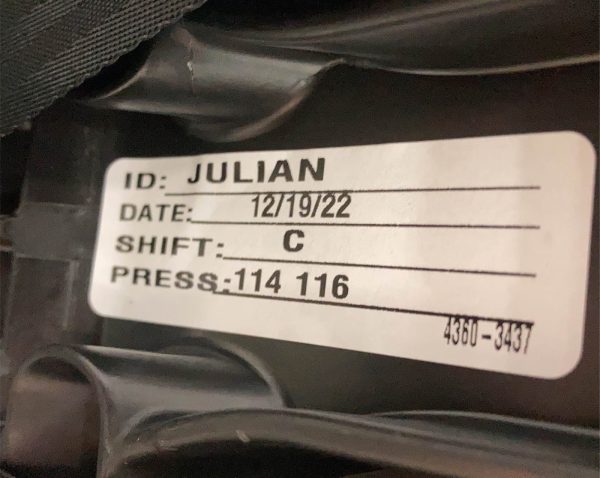 ID: JULIAN
DATE: 12/19/22
SHIFT: C
PRESS: 114 116
4360-3437